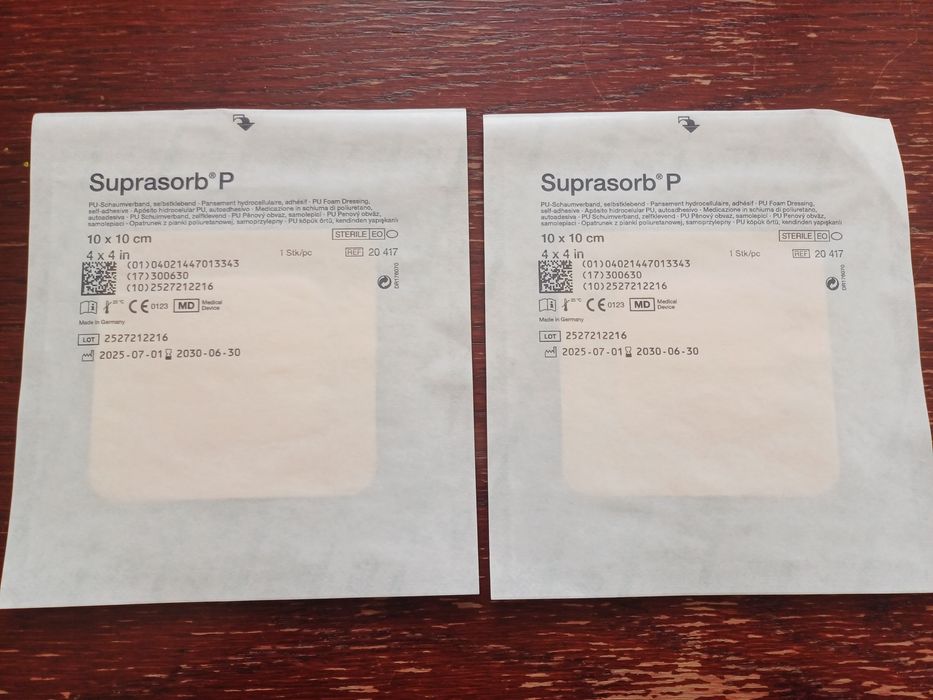 Suprasorb® P
PU-Schaumverband, selbstklebend · Pansement hydrocellulaire, adhésif · PU Foam Dressing,
self-adhesive · Apósito hidrocelular PU, autoadhesivo · Medicazione in schiuma di poliuretano,
autoadesiva · PU Schuimverband, zelfklevend · PU Pěnový obvaz, samolepicí · PU Penový obväz,
samolepiaci · Opatrunek z pianki poliuretanowej, samoprzylepny · PU köpük örtü, kendinden yapışkanlı
10 x 10 cm
STERILE EO
4 x 4 in
1 Stk/pc
REF 20 417
(01)04021447013343
(17)300630
(10)2527212216
DR178070
25 °C
CE 0123
MD Medical
Device
Made in Germany
LOT 2527212216
2025-07-01 2030-06-30
Suprasorb® P
PU-Schaumverband, selbstklebend · Pansement hydrocellulaire, adhésif · PU Foam Dressing,
self-adhesive · Apósito hidrocelular PU, autoadhesivo · Medicazione in schiuma di poliuretano,
autoadesiva · PU Schuimverband, zelfklevend · PU Pěnový obvaz, samolepicí · PU Penový obväz,
samolepiaci · Opatrunek z pianki poliuretanowej, samoprzylepny · PU köpük örtü, kendinden yapışkanlı
10 x 10 cm
STERILE EO
4 x 4 in
1 Stk/pc
REF 20 417
(01)04021447013343
(17)300630
(10)2527212216
DR178070
25 °C
CE 0123
MD Medical
Device
Made in Germany
LOT 2527212216
2025-07-01 2030-06-30